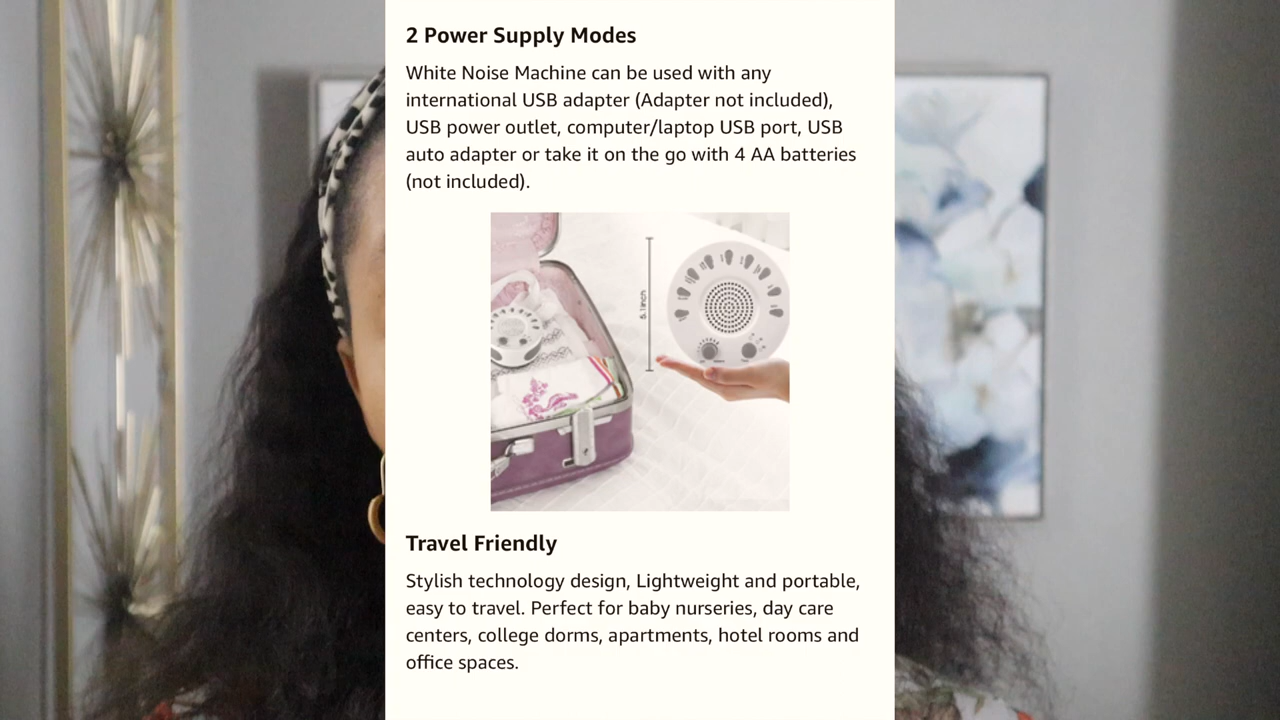 2 Power Supply Modes
White Noise Machine can be used with any
international USB adapter (Adapter not included),
USB power outlet, computer/laptop USB port, USB
auto adapter or take it on the go with 4 AA batteries
(not included).
5.1inch
Travel Friendly
Stylish technology design, Lightweight and portable,
easy to travel. Perfect for baby nurseries, day care
centers, college dorms, apartments, hotel rooms and
office spaces.